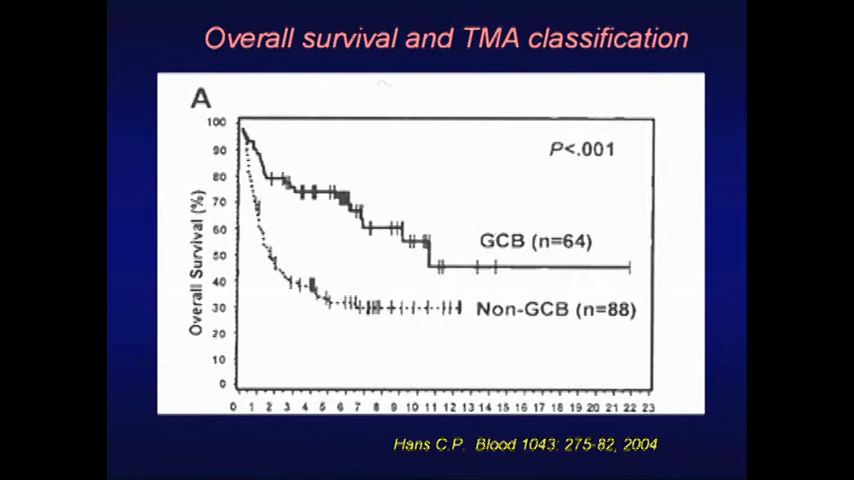 Overall survival and TMA classification
A
P<.001
100
90
80
70
60
50
40
30
20
10
0
Overall Survival (%)
GCB (n=64)
Non-GCB (n=88)
0 1 2 3 4 5 6 7 8 9 10 11 12 13 14 15 16 17 18 19 20 21 22 23
Hans C.P. Blood 1043: 275-82, 2004